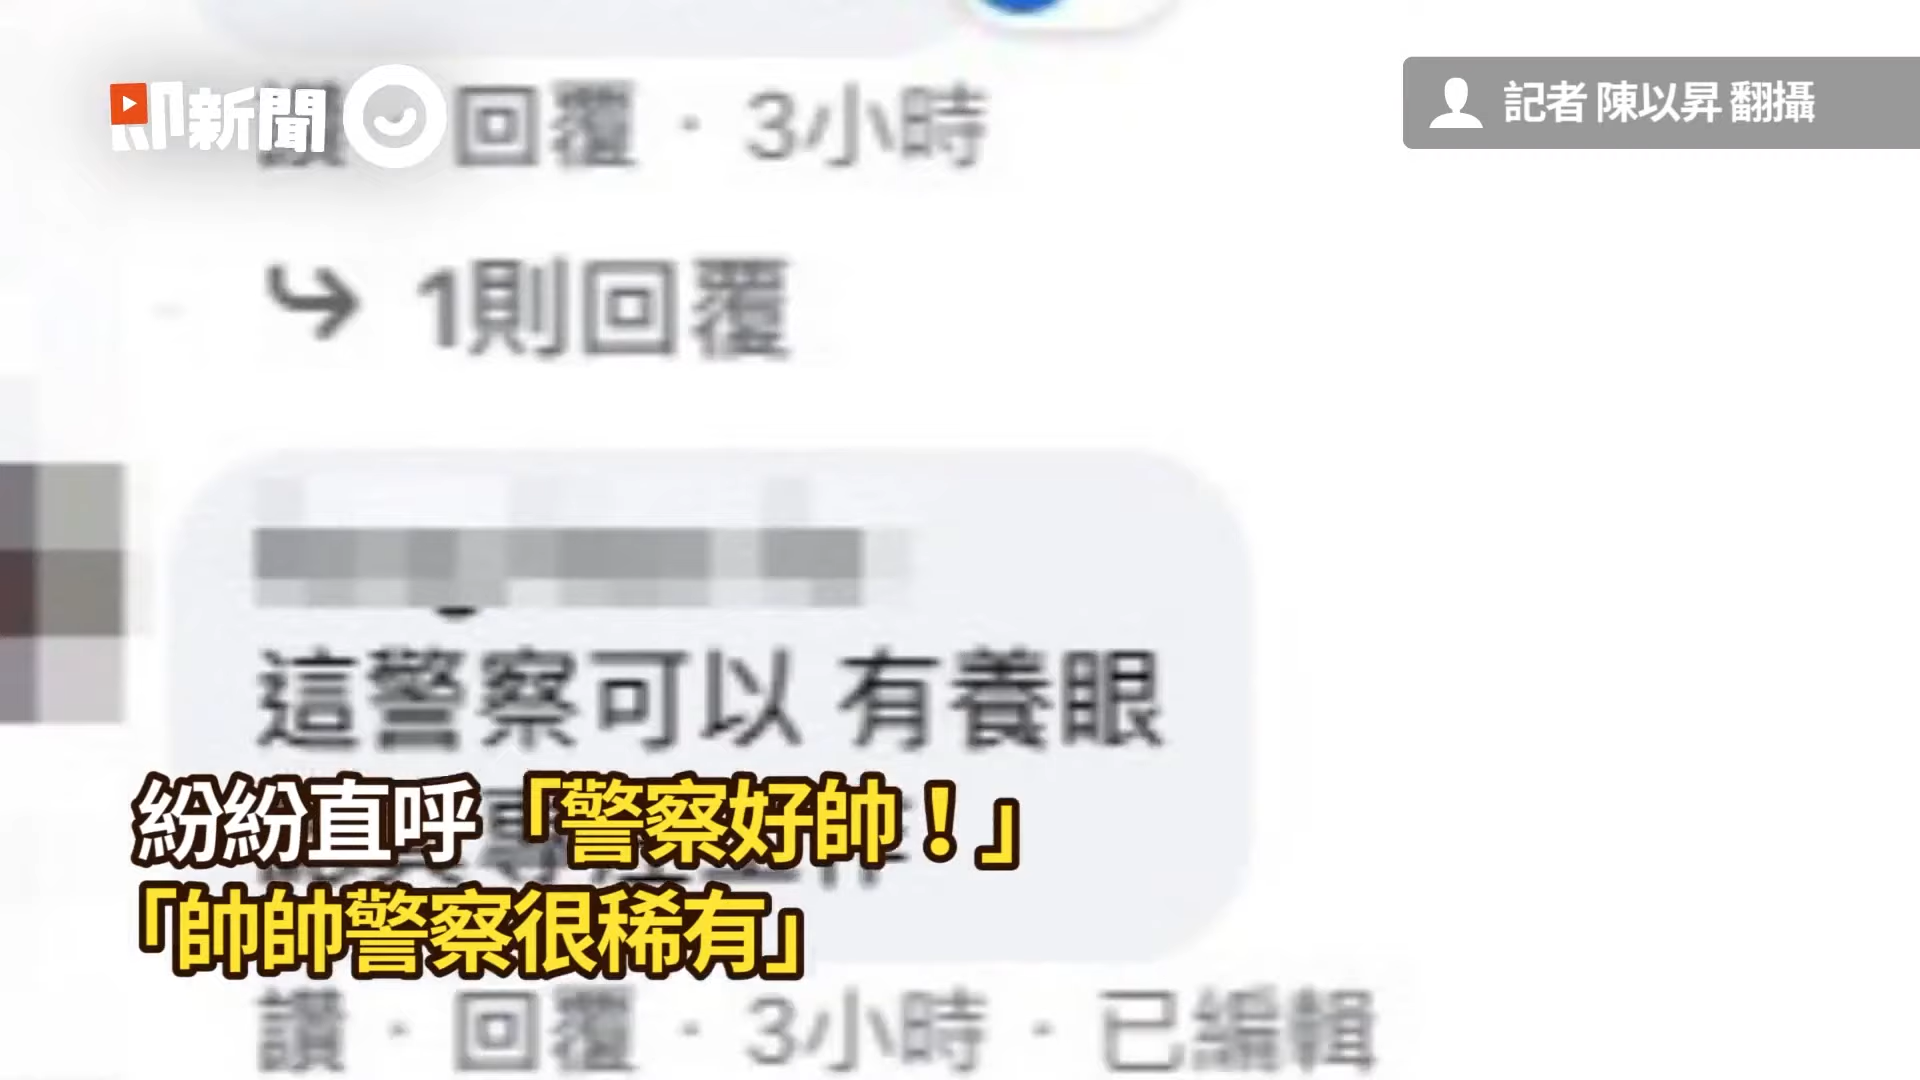 即新聞
記者 陳以昇 翻攝
讚 回覆 · 3小時
1則回覆
這警察可以 有養眼
紛紛直呼「警察好帥！」
「帥帥警察很稀有」
讚 · 回覆 · 3小時 · 已編輯